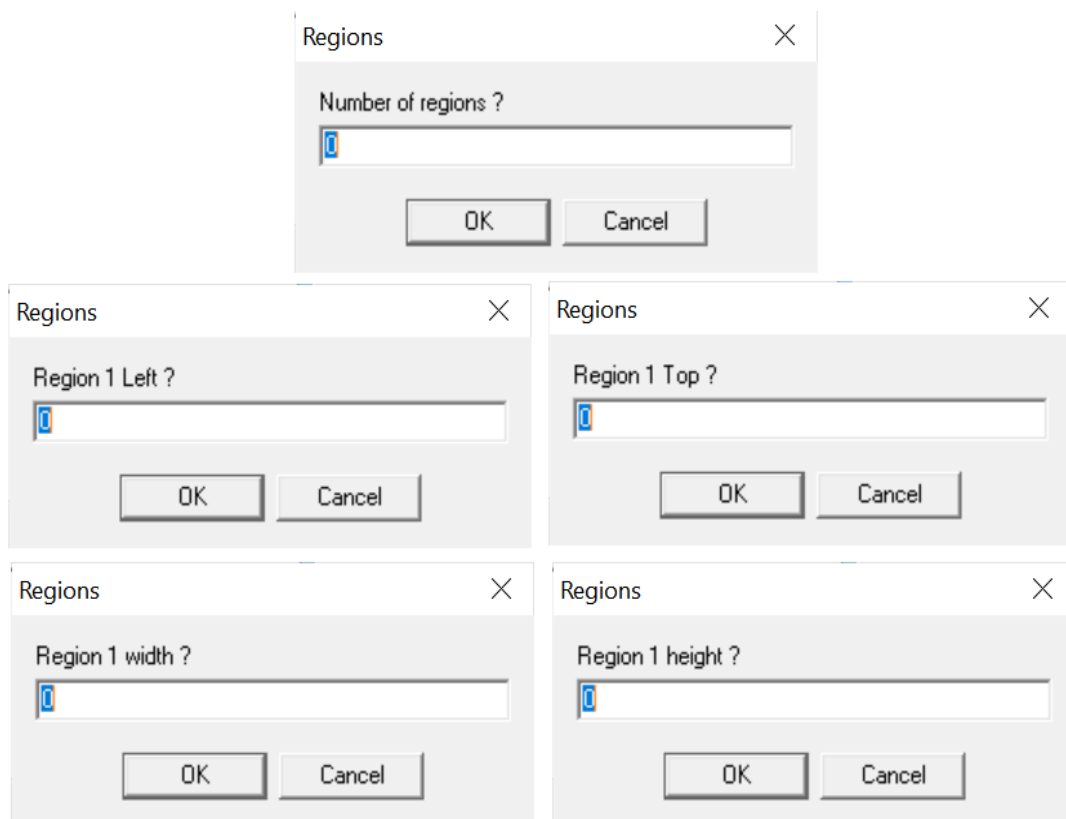 Regions
Number of regions ?
0
OK Cancel
Regions
Region 1 Left ?
0
OK Cancel
Regions
Region 1 Top ?
0
OK Cancel
Regions
Region 1 width ?
0
OK Cancel
Regions
Region 1 height ?
0
OK Cancel